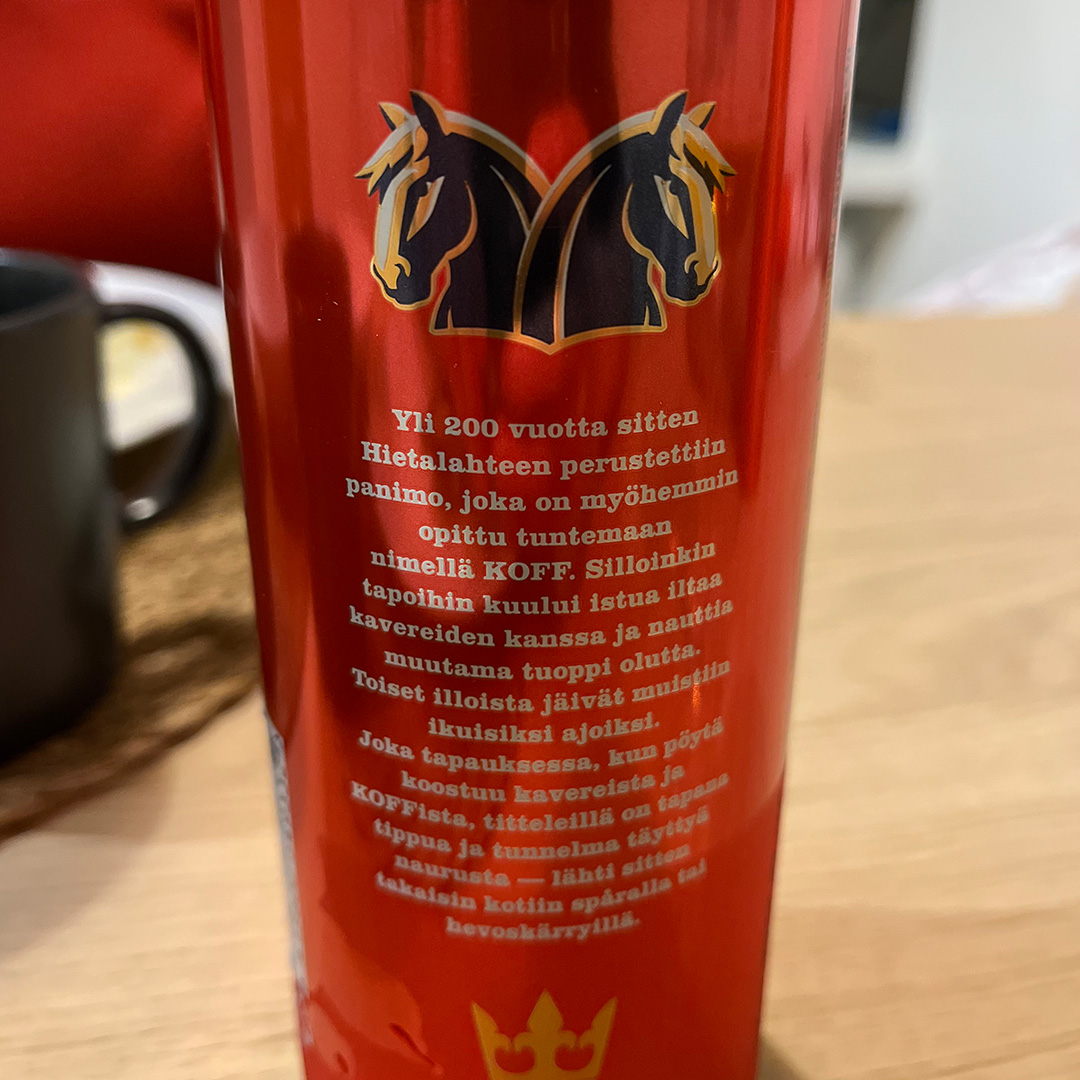 Yli 200 vuotta sitten
Hietalahteen perustettiin
panimo, joka on myöhemmin
opittu tuntemaan
nimellä KOFF. Silloinkin
tapoihin kuului istua iltaa
kavereiden kanssa ja nauttia
muutama tuoppi olutta.
Toiset illoista jäivät muistiin
ikuisiksi ajoiksi.
Joka tapauksessa, kun pöytä
koostuu kavereista ja
KOFFista, titteleillä on tapana
tippua ja tunnelma täyttyä
naurusta — lähti sitten
takaisin kotiin spåralla tai
hevoskärryillä.